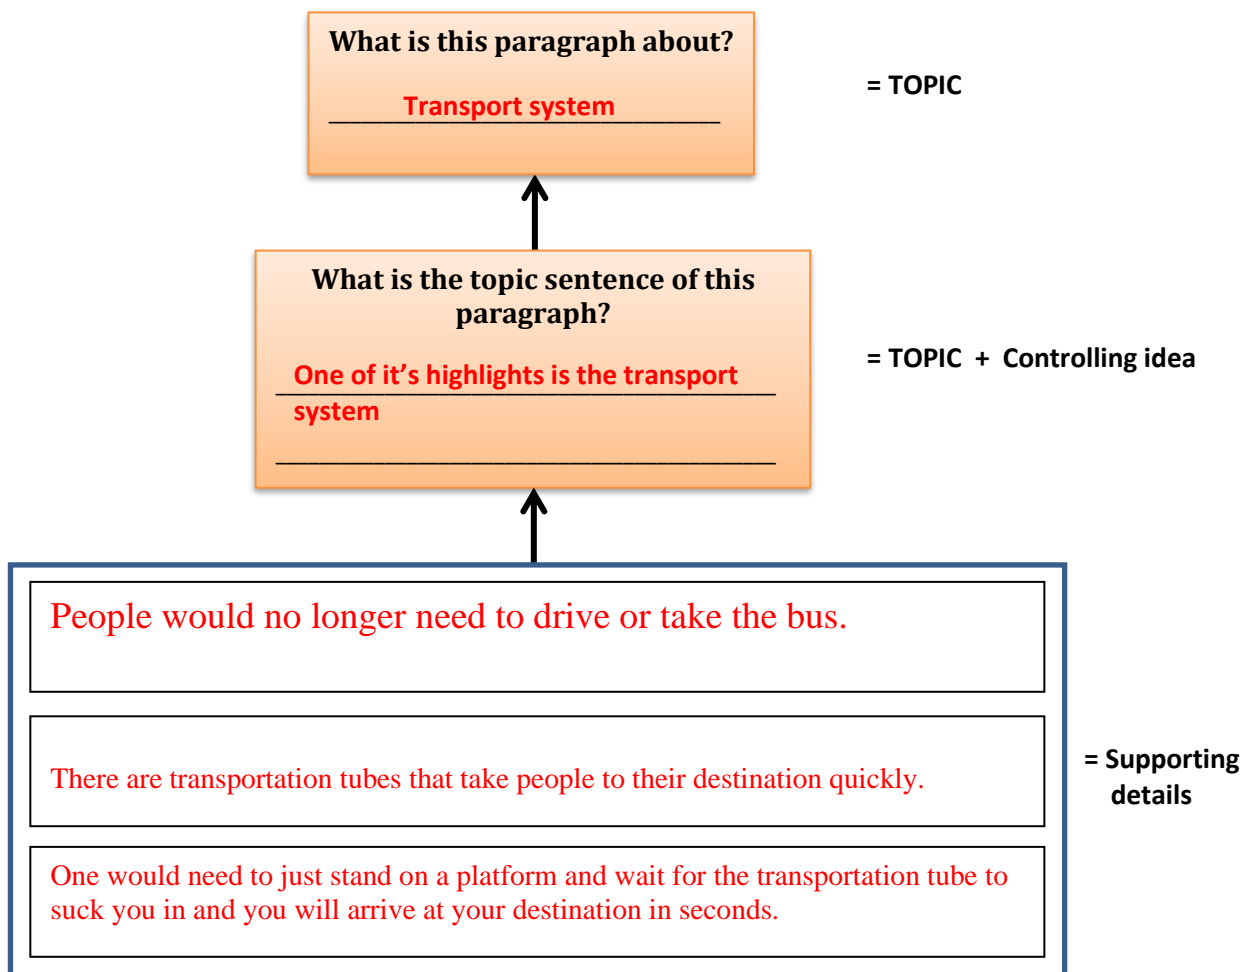 What is this paragraph about?
Transport system
= TOPIC
What is the topic sentence of this
paragraph?
One of it's highlights is the transport
system
= TOPIC + Controlling idea
People would no longer need to drive or take the bus.
There are transportation tubes that take people to their destination quickly.
One would need to just stand on a platform and wait for the transportation tube to
suck you in and you will arrive at your destination in seconds.
= Supporting
details